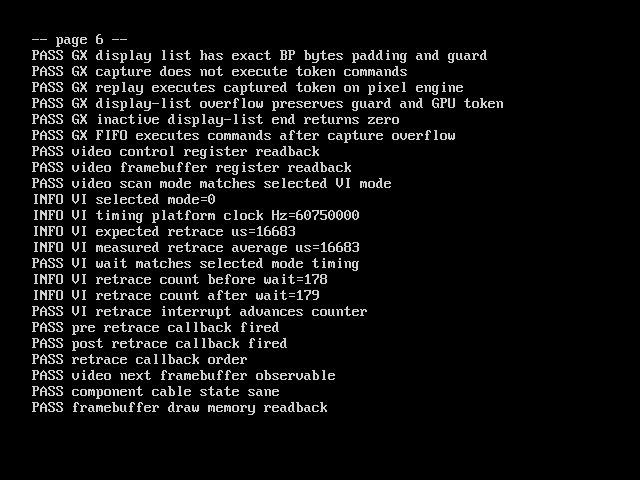 -- page 6 --
PASS GX display list has exact BP bytes padding and guard
PASS GX capture does not execute token commands
PASS GX replay executes captured token on pixel engine
PASS GX display-list overflow preserves guard and GPU token
PASS GX inactive display-list end returns zero
PASS GX FIFO executes commands after capture overflow
PASS video control register readback
PASS video framebuffer register readback
PASS video scan mode matches selected VI mode
INFO VI selected mode=0
INFO VI timing platform clock Hz=60750000
INFO VI expected retrace us=16683
INFO VI measured retrace average us=16683
PASS VI wait matches selected mode timing
INFO VI retrace count before wait=178
INFO VI retrace count after wait=179
PASS VI retrace interrupt advances counter
PASS pre retrace callback fired
PASS post retrace callback fired
PASS retrace callback order
PASS video next framebuffer observable
PASS component cable state sane
PASS framebuffer draw memory readback